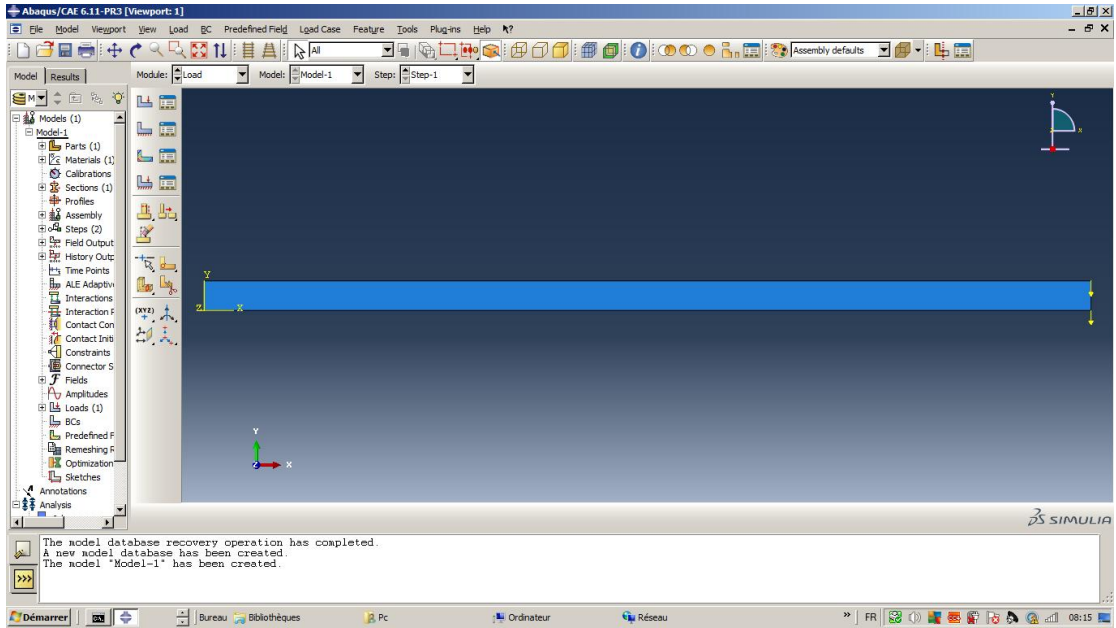 Abaqus/CAE 6.11-PR3 [Viewport: 1]
File Model Viewport View Load BC Predefined Field Load Case Feature Tools Plug-ins Help
All Assembly defaults
Model Results Module: Load Model: Model-1 Step: Step-1
M
Models (1)
Model-1
Parts (1)
Materials (1)
Calibrations
Sections (1)
Profiles
Assembly
Steps (2)
Field Output
History Outp
Time Points
ALE Adaptiv
Interactions
Interaction P
Contact Con
Contact Initi
Constraints
Connector S
Fields
Amplitudes
Loads (1)
BCs
Predefined F
Remeshing R
Optimization
Sketches
Annotations
Analysis
(XYZ)
Y
X
Y
Z X
Y
Z X
SIMULIA
The model database recovery operation has completed.
A new model database has been created.
The model "Model-1" has been created.
>>>
Démarrer Bureau Bibliothèques Pc Ordinateur Réseau » FR 08:15